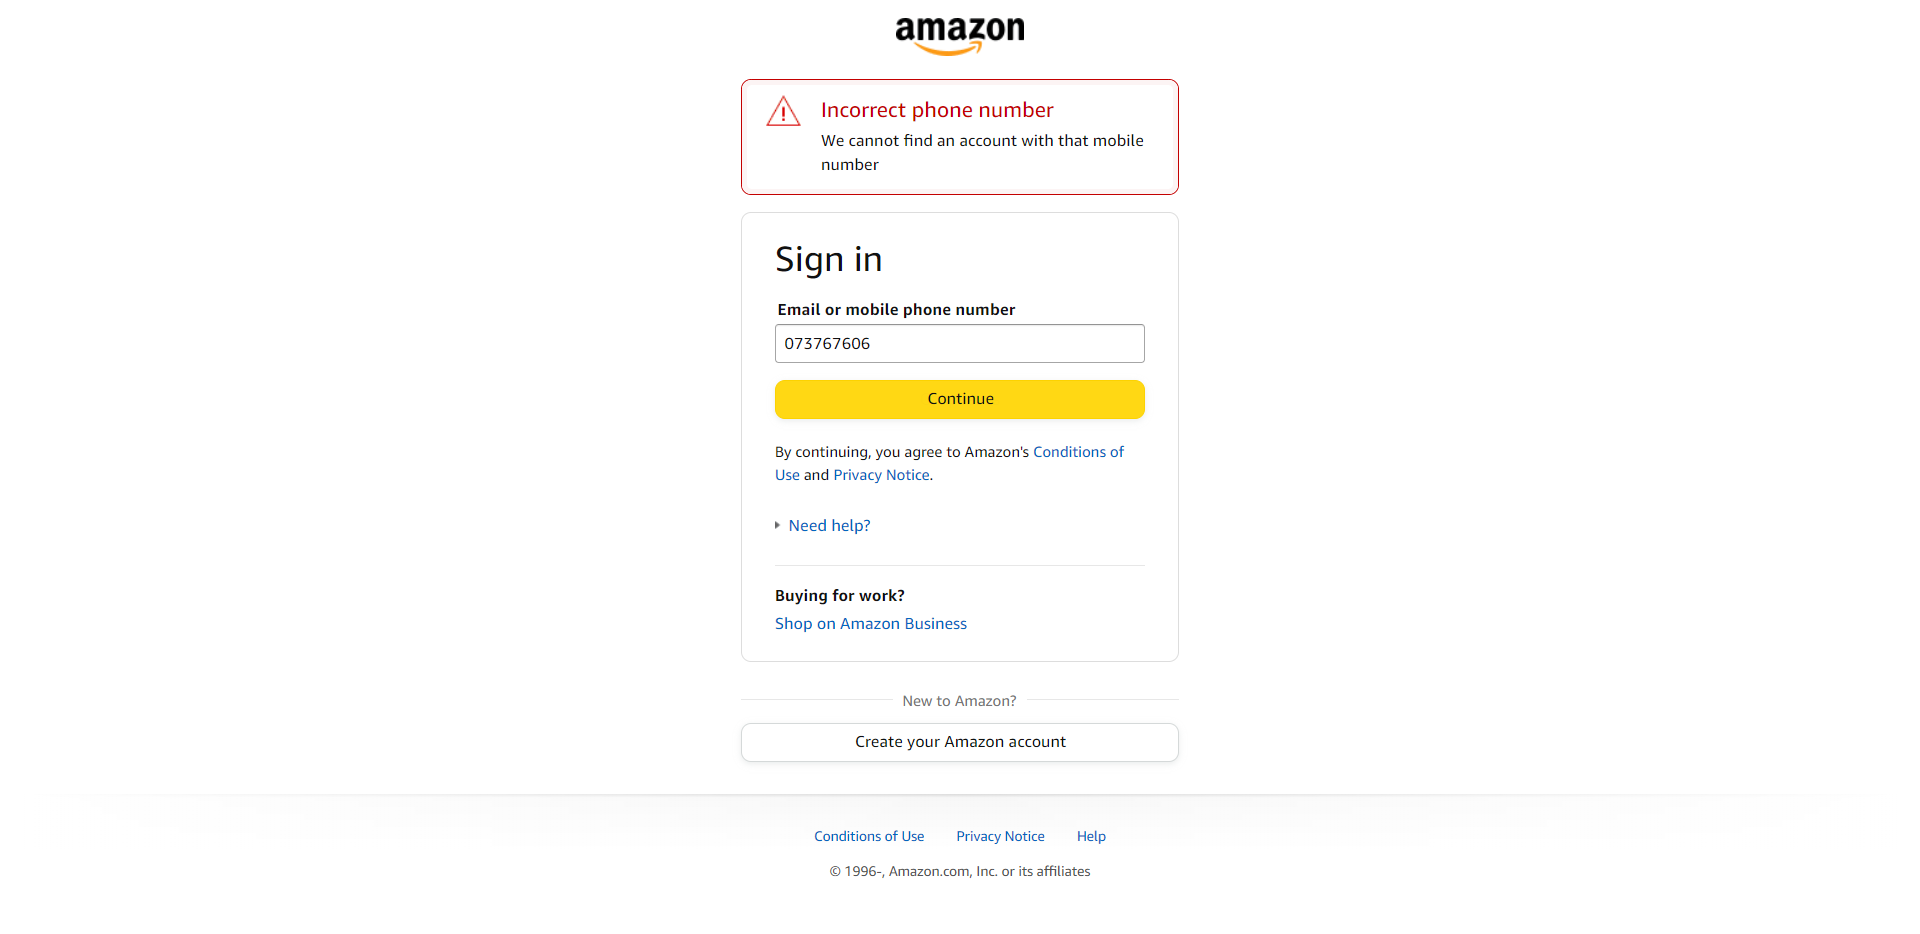 amazon
Incorrect phone number
We cannot find an account with that mobile
number
Sign in
Email or mobile phone number
073767606
Continue
By continuing, you agree to Amazon's Conditions of
Use and Privacy Notice.
Need help?
Buying for work?
Shop on Amazon Business
New to Amazon?
Create your Amazon account
Conditions of Use Privacy Notice Help
© 1996-, Amazon.com, Inc. or its affiliates